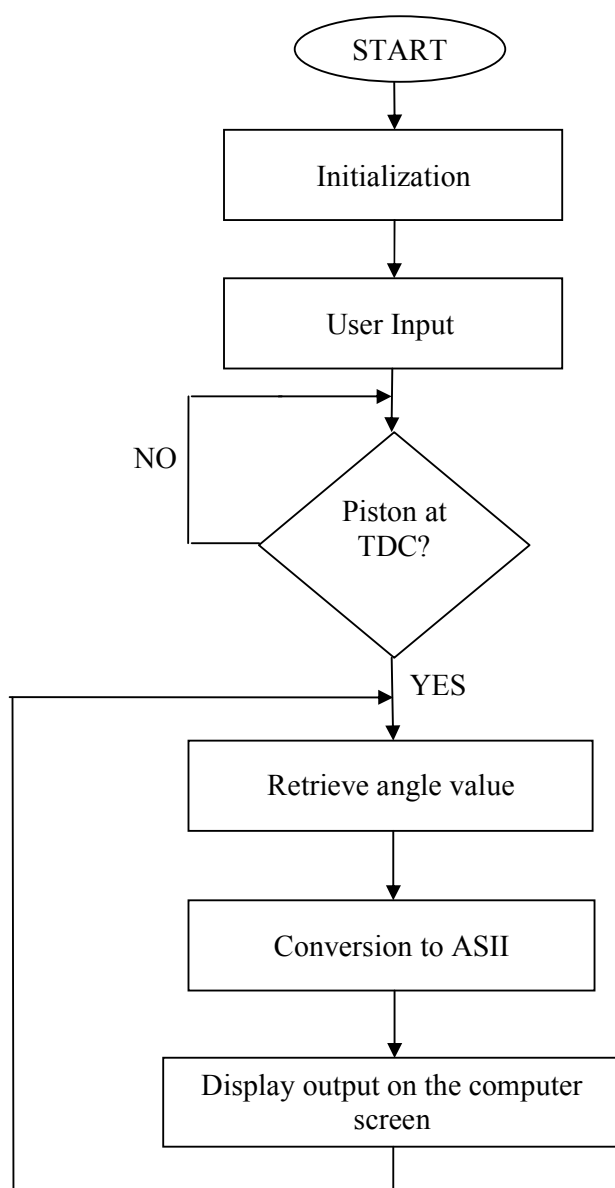 START
Initialization
User Input
NO
Piston at
TDC?
YES
Retrieve angle value
Conversion to ASII
Display output on the computer
screen